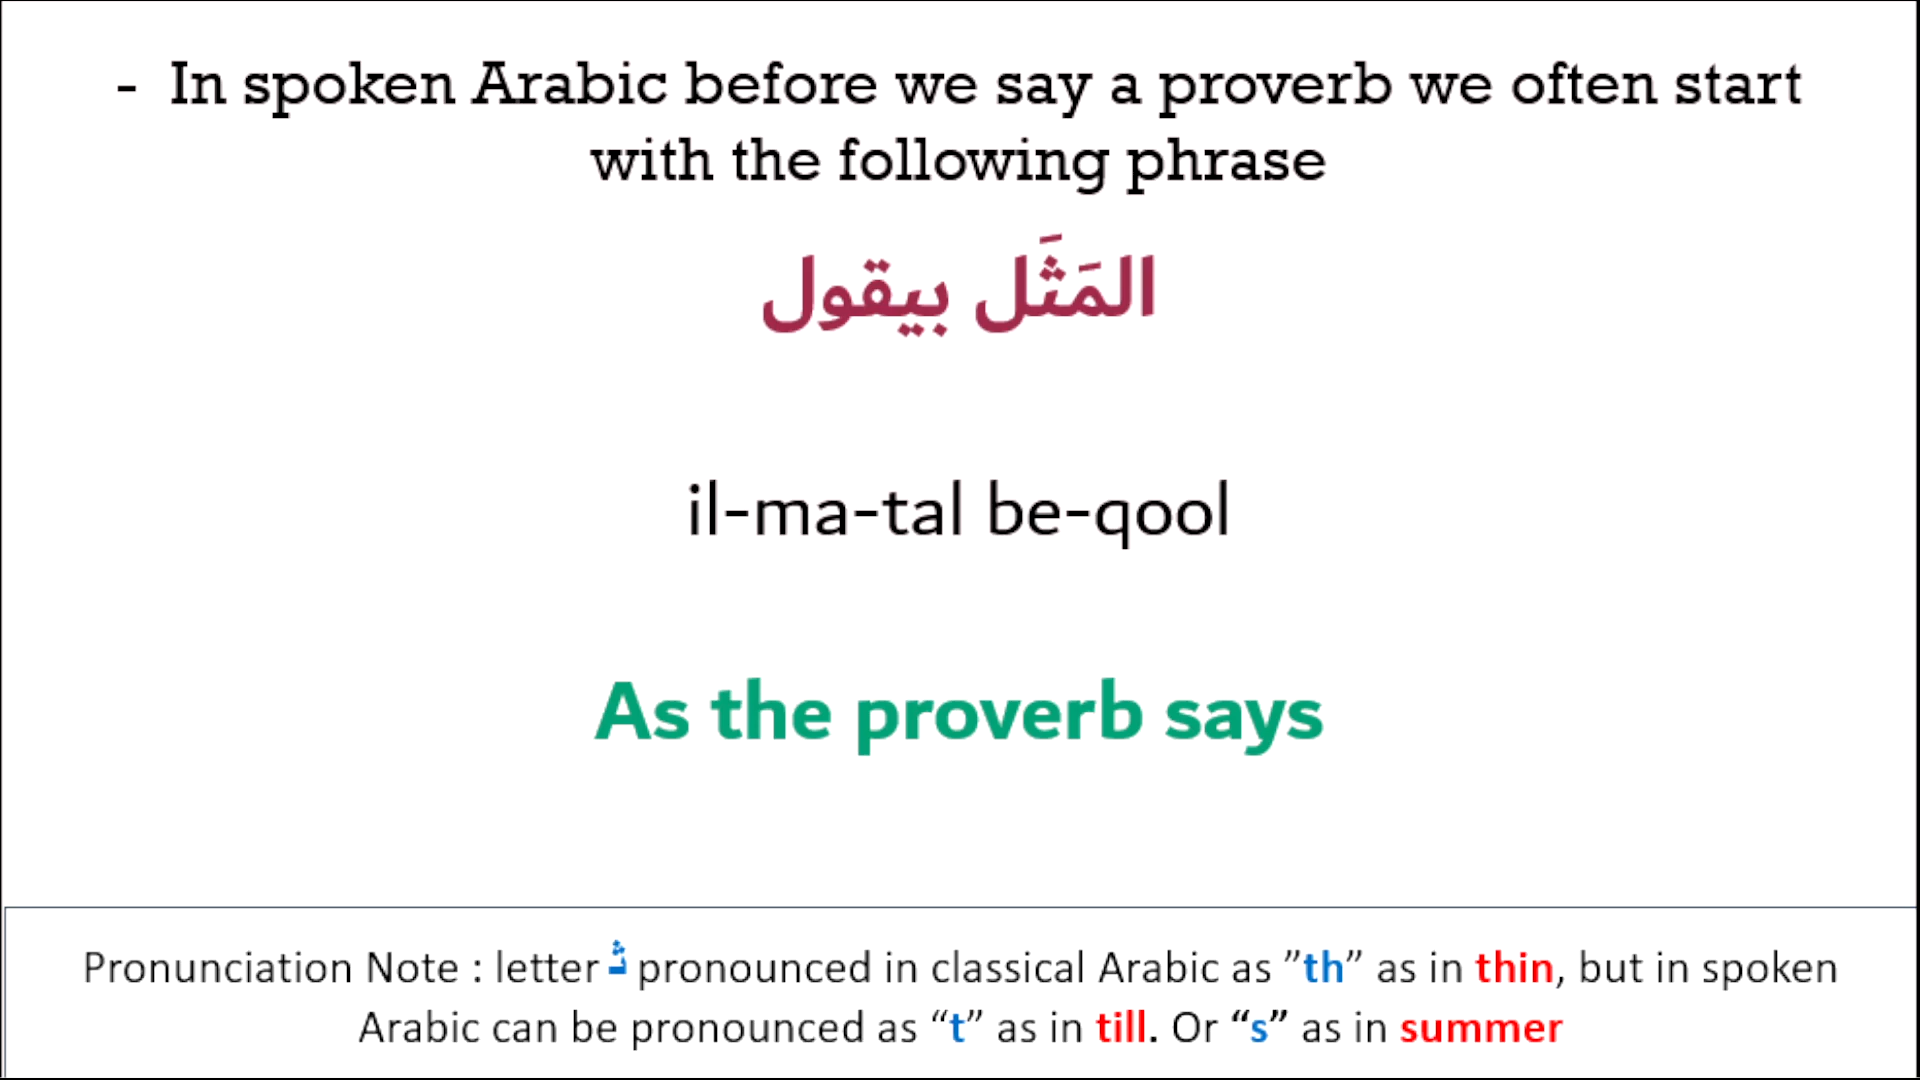 - In spoken Arabic before we say a proverb we often start
with the following phrase
المَثَل بيقول
il-ma-tal be-qool
As the proverb says
Pronunciation Note : letter ثـ pronounced in classical Arabic as ”th” as in thin, but in spoken
Arabic can be pronounced as “t” as in till. Or “s” as in summer